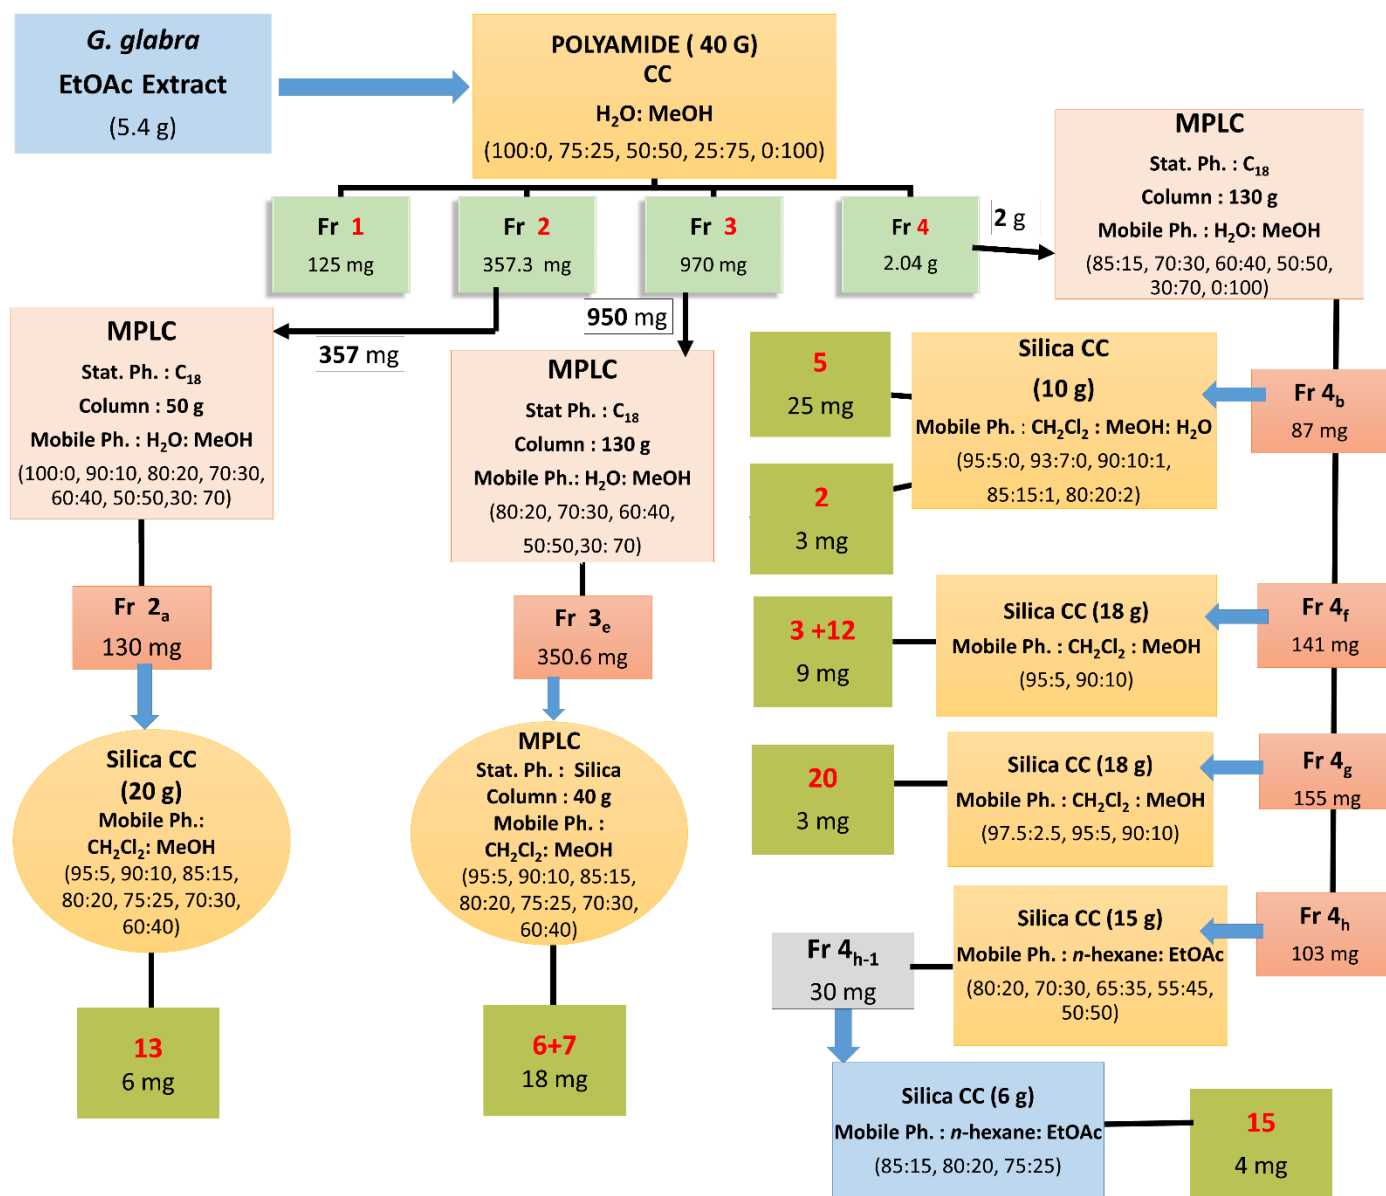 G. glabra
EtOAc Extract
(5.4 g)
POLYAMIDE ( 40 G)
CC
H₂O: MeOH
(100:0, 75:25, 50:50, 25:75, 0:100)
Fr 1
125 mg
Fr 2
357.3 mg
Fr 3
970 mg
Fr 4
2.04 g
2 g
MPLC
Stat. Ph. : C₁₈
Column : 130 g
Mobile Ph. : H₂O: MeOH
(85:15, 70:30, 60:40, 50:50,
30:70, 0:100)
357 mg
950 mg
MPLC
Stat. Ph. : C₁₈
Column : 50 g
Mobile Ph. : H₂O: MeOH
(100:0, 90:10, 80:20, 70:30,
60:40, 50:50,30: 70)
Fr 2ₐ
130 mg
Silica CC
(20 g)
Mobile Ph.:
CH₂Cl₂: MeOH
(95:5, 90:10, 85:15,
80:20, 75:25, 70:30,
60:40)
13
6 mg
MPLC
Stat Ph. : C₁₈
Column : 130 g
Mobile Ph.: H₂O: MeOH
(80:20, 70:30, 60:40,
50:50,30: 70)
Fr 3ₑ
350.6 mg
MPLC
Stat. Ph. : Silica
Column : 40 g
Mobile Ph. :
CH₂Cl₂: MeOH
(95:5, 90:10, 85:15,
80:20, 75:25, 70:30,
60:40)
6+7
18 mg
Fr 4b
87 mg
Silica CC
(10 g)
Mobile Ph. : CH₂Cl₂ : MeOH: H₂O
(95:5:0, 93:7:0, 90:10:1,
85:15:1, 80:20:2)
5
25 mg
2
3 mg
Fr 4f
141 mg
Silica CC (18 g)
Mobile Ph. : CH₂Cl₂ : MeOH
(95:5, 90:10)
3 +12
9 mg
Fr 4g
155 mg
Silica CC (18 g)
Mobile Ph. : CH₂Cl₂ : MeOH
(97.5:2.5, 95:5, 90:10)
20
3 mg
Fr 4h
103 mg
Silica CC (15 g)
Mobile Ph. : n-hexane: EtOAc
(80:20, 70:30, 65:35, 55:45,
50:50)
Fr 4h-1
30 mg
Silica CC (6 g)
Mobile Ph. : n-hexane: EtOAc
(85:15, 80:20, 75:25)
15
4 mg